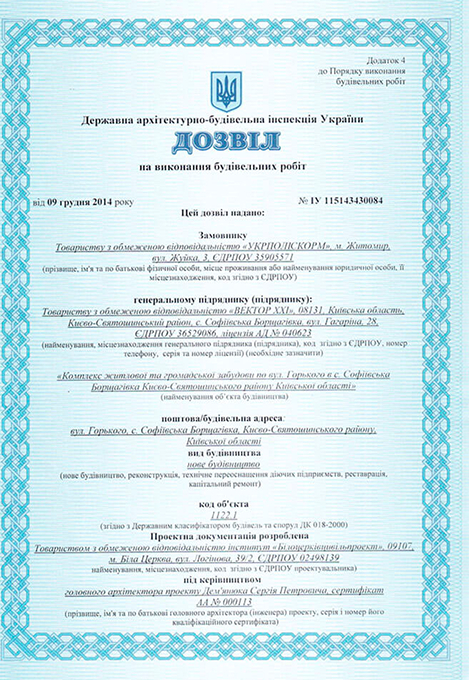 Додаток 4
до Порядку виконання
будівельних робіт
Державна архітектурно-будівельна інспекція України
ДОЗВІЛ
на виконання будівельних робіт
від 09 грудня 2014 року
№ ІУ 115143430084
Цей дозвіл надано:
Замовнику
Товариству з обмеженою відповідальністю «УКРПОЛІСКОРМ», м. Житомир,
вул. Жуйка, 3, ЄДРПОУ 35905571
(прізвище, ім'я та по батькові фізичної особи, місце проживання або найменування юридичної особи, її
місцезнаходження, код згідно з ЄДРПОУ)
генеральному підряднику (підряднику):
Товариству з обмеженою відповідальністю «ВЕКТОР ХХІ», 08131, Київська область,
Києво-Святошинський район, с. Софіївська Борщагівка, вул. Гагаріна, 28,
ЄДРПОУ 36529086, ліцензія АД № 040623
(найменування, місцезнаходження генерального підрядника (підрядника), код згідно з ЄДРПОУ, номер
телефону, серія та номер ліцензії) (необхідне зазначити)
«Комплекс житлової та громадської забудови по вул. Горького в с. Софіївська
Борщагівка Києво-Святошинського району Київської області»
(найменування об'єкта будівництва)
поштова/будівельна адреса:
вул. Горького, с. Софіївська Борщагівка, Києво-Святошинського району,
Київської області
вид будівництва
нове будівництво
(нове будівництво, реконструкція, технічне переоснащення діючих підприємств, реставрація,
капітальний ремонт)
код об'єкта
1122.1
(згідно з Державним класифікатором будівель та споруд ДК 018-2000)
Проектна документація розроблена
Товариством з обмеженою відповідальністю інститут «Білоцерківцивільпроект», 09107,
м. Біла Церква, вул. Логінова, 39/2, ЄДРПОУ 02498139
найменування, місцезнаходження, код згідно з ЄДРПОУ проектувальника)
під керівництвом
головного архітектора проекту Дем'янюка Сергія Петровича, сертифікат
АА № 000113
(прізвище, ім'я та по батькові головного архітектора (інженера) проекту, серія і номер його
кваліфікаційного сертифіката)